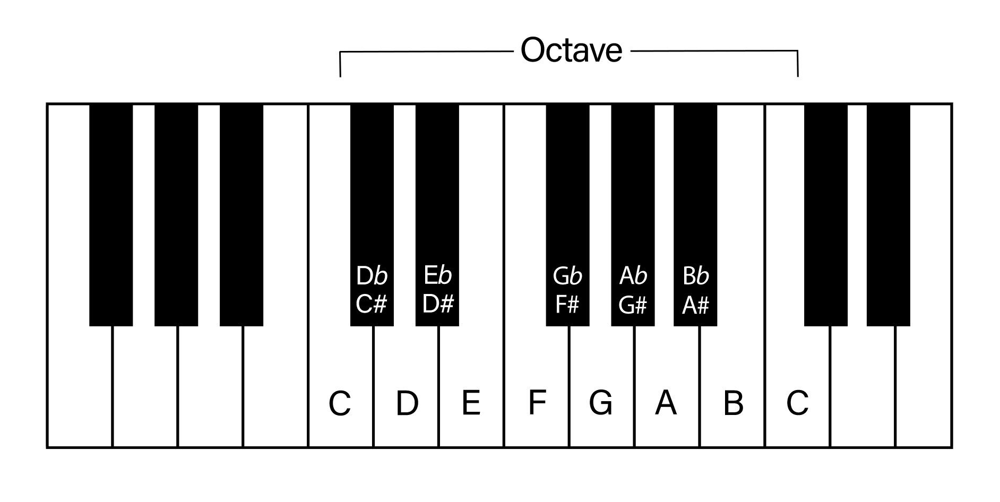 Octave
Db Eb Gb Ab Bb
C# D# F# G# A#
C D E F G A B C